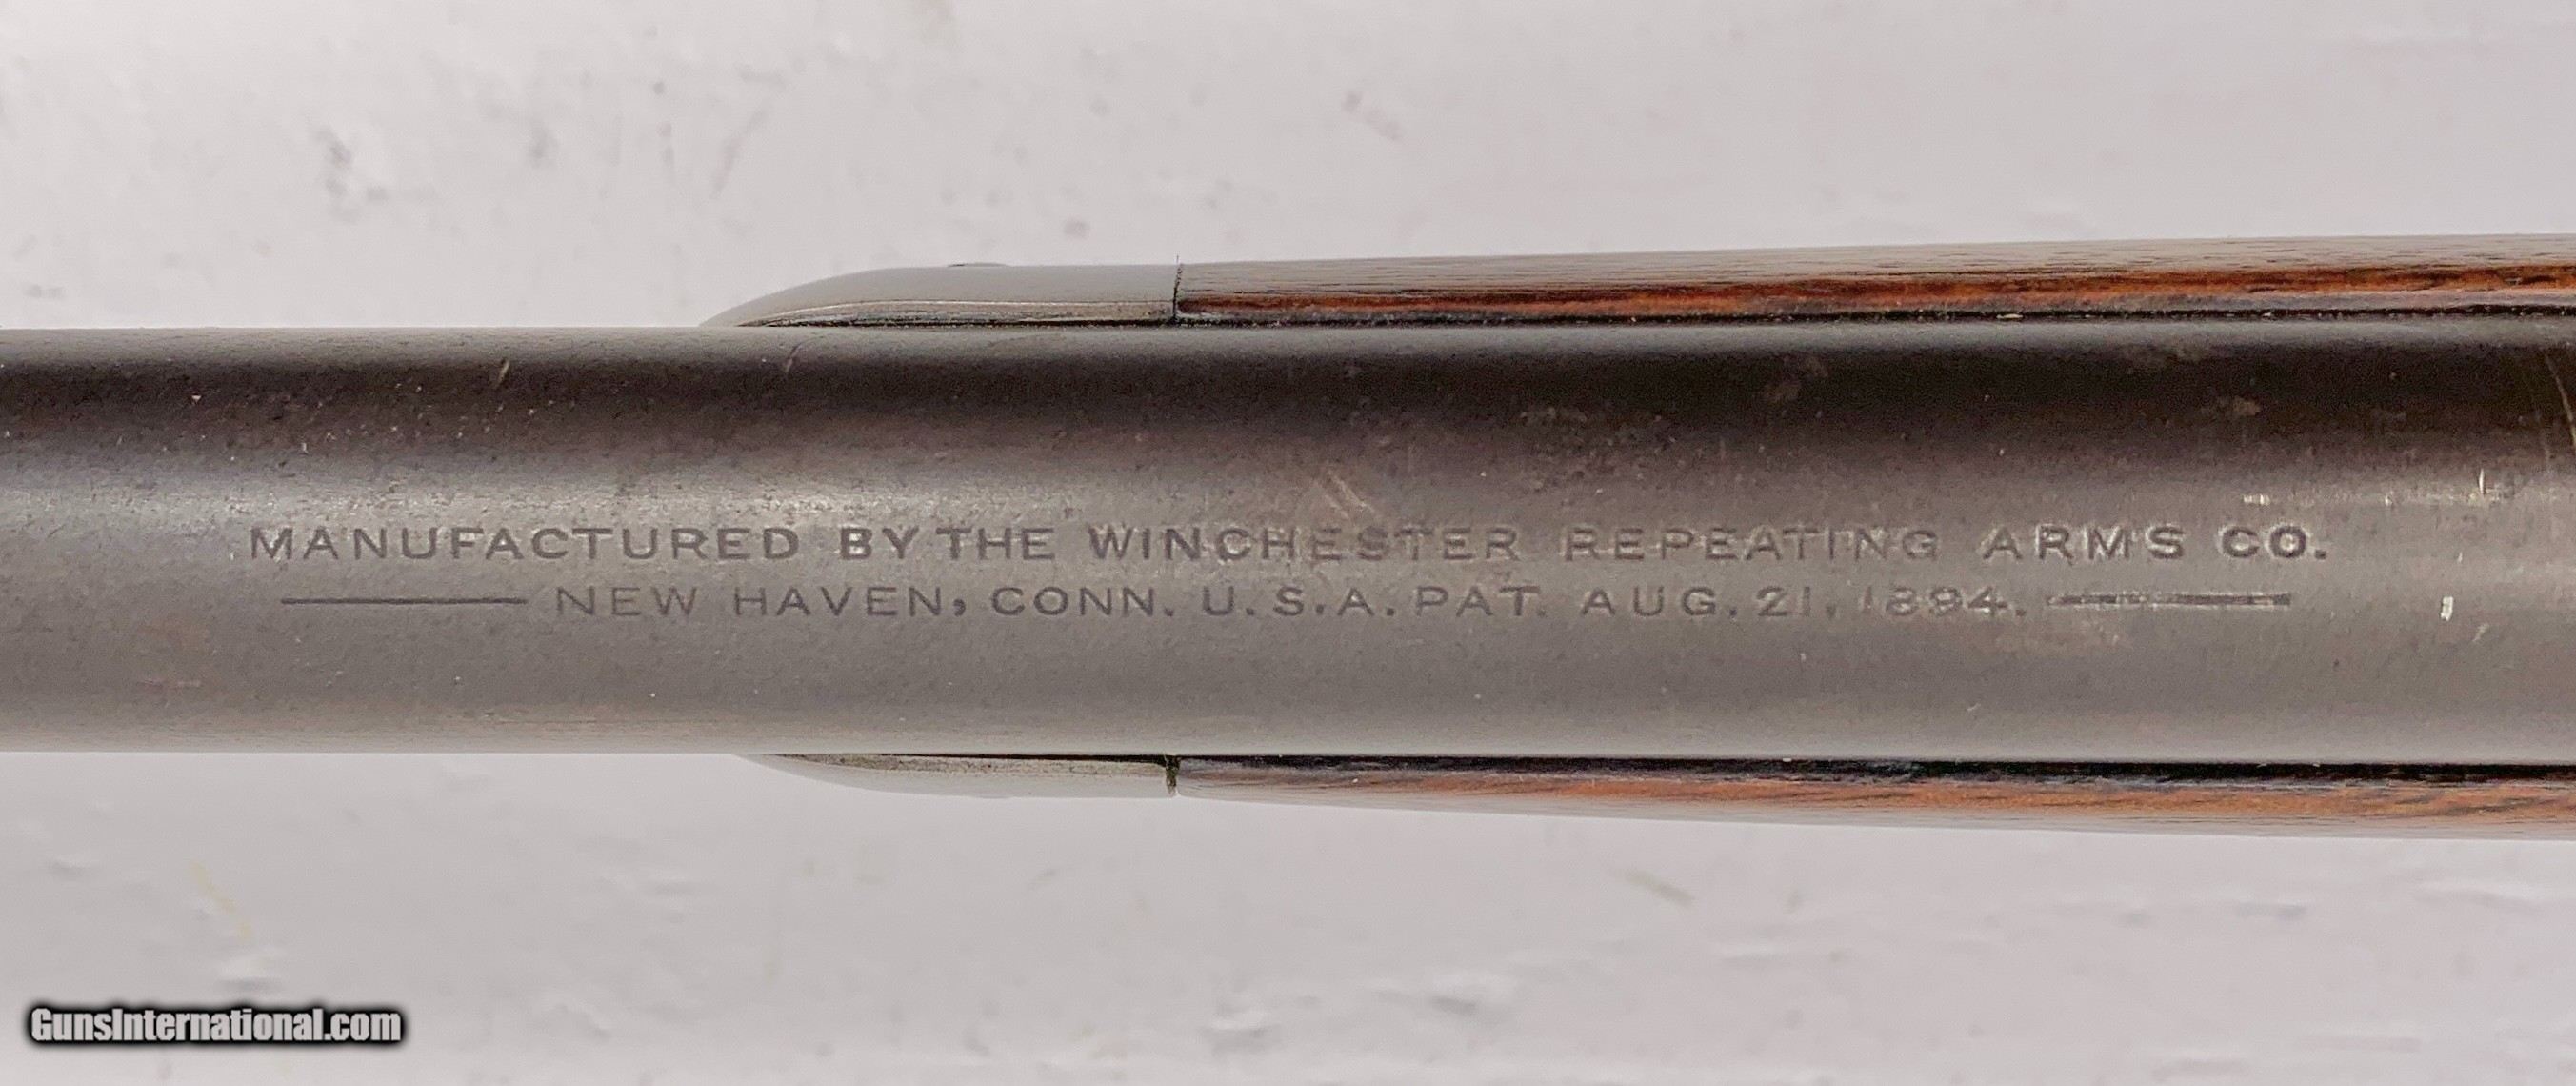 MANUFACTURED BY THE WINCHESTER REPEATING ARMS CO.
NEW HAVEN, CONN. U.S.A. PAT. AUG. 21, 1894.
GunsInternational.com